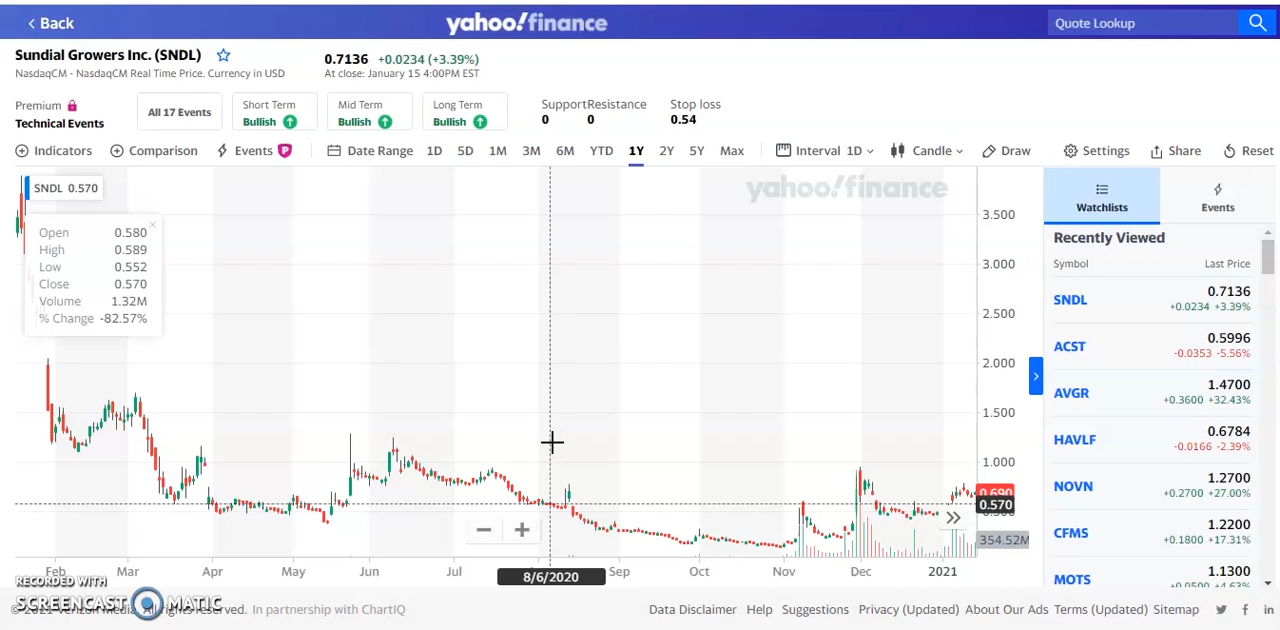 Back
yahoo!finance
Quote Lookup
Sundial Growers Inc. (SNDL)
0.7136 +0.0234 (+3.39%)
NasdaqCM - NasdaqCM Real Time Price. Currency in USD
At close: January 15 4:00PM EST
Premium
Technical Events
All 17 Events
Short Term
Bullish
Mid Term
Bullish
Long Term
Bullish
Support Resistance
0 0
Stop loss
0.54
Indicators Comparison Events P Date Range 1D 5D 1M 3M 6M YTD 1Y 2Y 5Y Max Interval 1D Candle Draw Settings Share Reset
SNDL 0.570
yahoo!finance
Open 0.580
High 0.589
Low 0.552
Close 0.570
Volume 1.32M
% Change -82.57%
3.500
3.000
2.500
2.000
1.500
1.000
0.690
0.570
354.52M
Feb Mar Apr May Jun Jul 8/6/2020 Sep Oct Nov Dec 2021
Watchlists
Events
Recently Viewed
Symbol Last Price
SNDL 0.7136
+0.0234 +3.39%
ACST 0.5996
-0.0353 -5.56%
AVGR 1.4700
+0.3600 +32.43%
HAVLF 0.6784
-0.0166 -2.39%
NOVN 1.2700
+0.2700 +27.00%
CFMS 1.2200
+0.1800 +17.31%
MOTS 1.1300
+0.0500 +4.63%
RECORDED WITH
SCREENCAST MATIC
© 2021 Verizon Media. All rights reserved. In partnership with ChartIQ
Data Disclaimer Help Suggestions Privacy (Updated) About Our Ads Terms (Updated) Sitemap